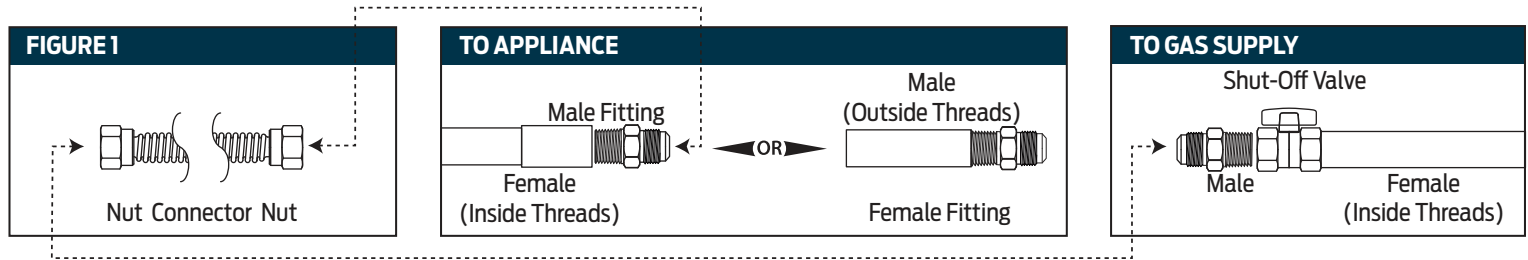 FIGURE 1
Nut Connector Nut
TO APPLIANCE
Male Fitting
Female
(Inside Threads)
OR
Male
(Outside Threads)
Female Fitting
TO GAS SUPPLY
Shut-Off Valve
Male
Female
(Inside Threads)